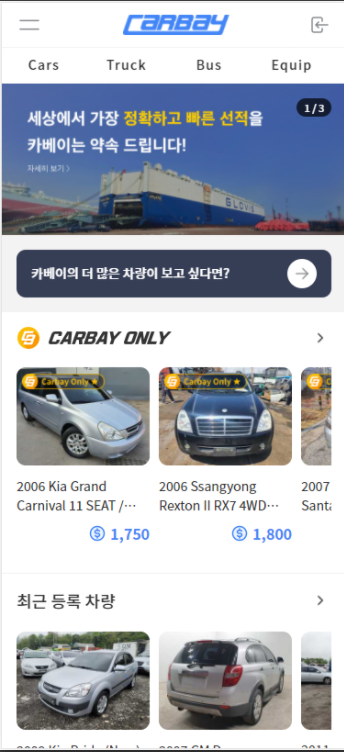 CARBAY
Cars Truck Bus Equip
1/3
세상에서 가장 정확하고 빠른 선적을
카베이는 약속 드립니다!
자세히 보기 〉
GLOVIS
카베이의 더 많은 차량이 보고 싶다면?
CARBAY ONLY
Carbay Only ★ Carbay Only ★
2006 Kia Grand
Carnival 11 SEAT /···
1,750
2006 Ssangyong
Rexton II RX7 4WD···
1,800
2007
Santa
최근 등록 차량